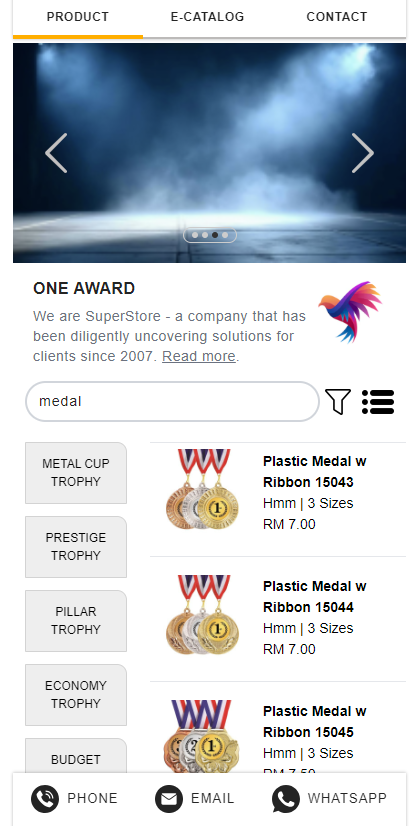 PRODUCT
E-CATALOG
CONTACT
ONE AWARD
We are SuperStore - a company that has
been diligently uncovering solutions for
clients since 2007. Read more.
medal
METAL CUP
TROPHY
PRESTIGE
TROPHY
PILLAR
TROPHY
ECONOMY
TROPHY
BUDGET
Plastic Medal w
Ribbon 15043
Hmm | 3 Sizes
RM 7.00
Plastic Medal w
Ribbon 15044
Hmm | 3 Sizes
RM 7.00
Plastic Medal w
Ribbon 15045
Hmm | 3 Sizes
RM 7.50
PHONE
EMAIL
WHATSAPP